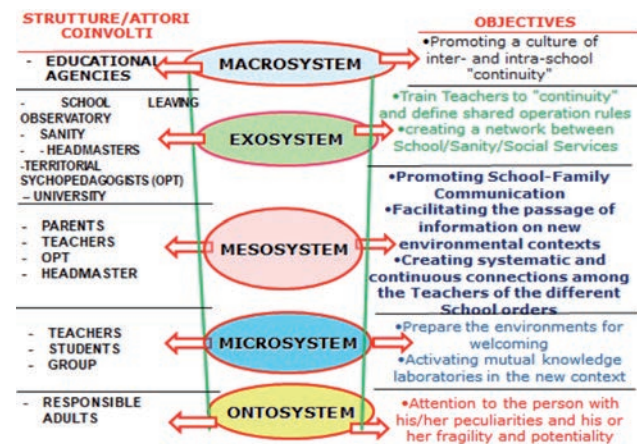 STRUTTURE/ATTORI
COINVOLTI
- EDUCATIONAL
AGENCIES
- SCHOOL LEAVING
OBSERVATORY
- SANITY
- -HEADMASTERS
-TERRITORIAL
SYCHOPEDAGOGISTS (OPT)
– UNIVERSITY
- PARENTS
- TEACHERS
- OPT
- HEADMASTER
- TEACHERS
- STUDENTS
- GROUP
- RESPONSIBLE
ADULTS
MACROSYSTEM
EXOSYSTEM
MESOSYSTEM
MICROSYSTEM
ONTOSYSTEM
OBJECTIVES
•Promoting a culture of
inter- and intra-school
"continuity"
•Train Teachers to "continuity"
and define shared operation rules
•creating a network between
School/Sanity/Social Services
•Promoting School-Family
Communication
•Facilitating the passage of
information on new
environmental contexts
•Creating systematic and
continuous connections among
the Teachers of the different
School orders
•Prepare the environments for
welcoming
•Activating mutual knowledge
laboratories in the new context
•Attention to the person with
his/her peculiarities and his or
her fragility and potentiality